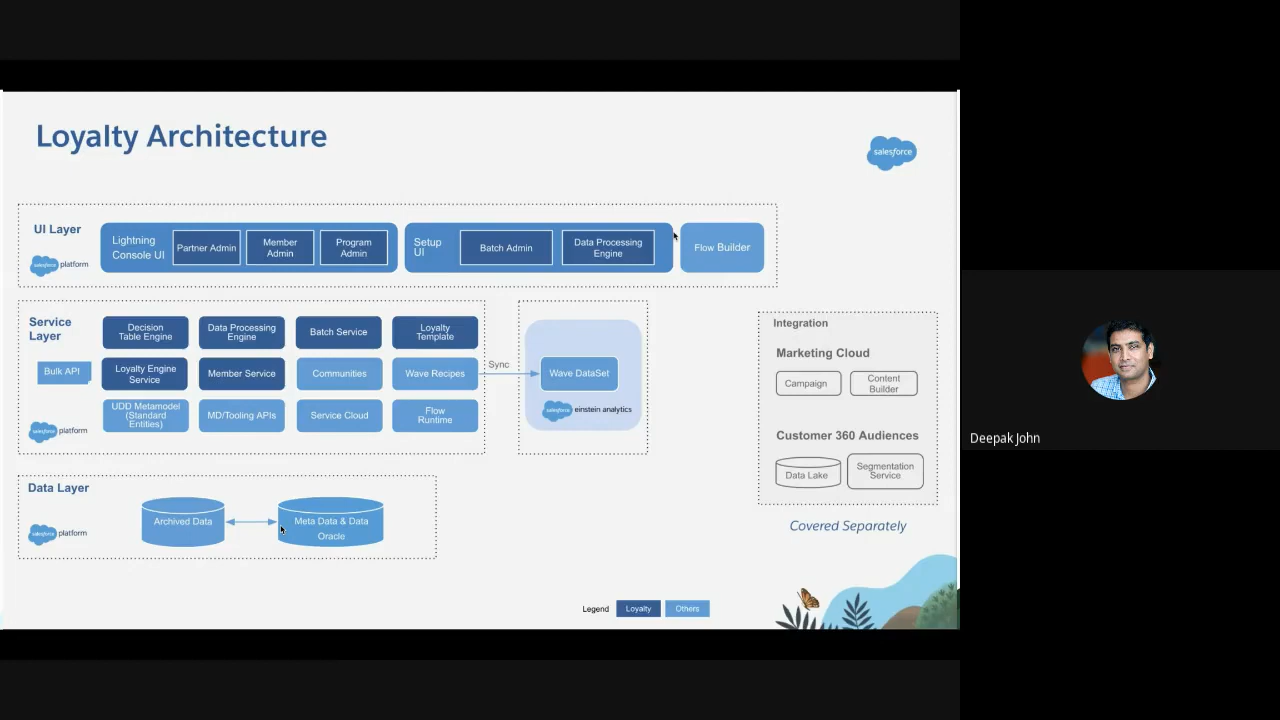 Loyalty Architecture
salesforce
UI Layer
salesforce platform
Lightning
Console UI
Partner Admin
Member
Admin
Program
Admin
Setup
UI
Batch Admin
Data Processing
Engine
Flow Builder
Service
Layer
Bulk API
salesforce platform
Decision
Table Engine
Data Processing
Engine
Batch Service
Loyalty
Template
Loyalty Engine
Service
Member Service
Communities
Wave Recipes
UDD Metamodel
(Standard
Entities)
MD/Tooling APIs
Service Cloud
Flow
Runtime
Sync
Wave DataSet
salesforce einstein analytics
Integration
Marketing Cloud
Campaign
Content
Builder
Customer 360 Audiences
Data Lake
Segmentation
Service
Covered Separately
Data Layer
salesforce platform
Archived Data
Meta Data & Data
Oracle
Legend
Loyalty
Others
Deepak John